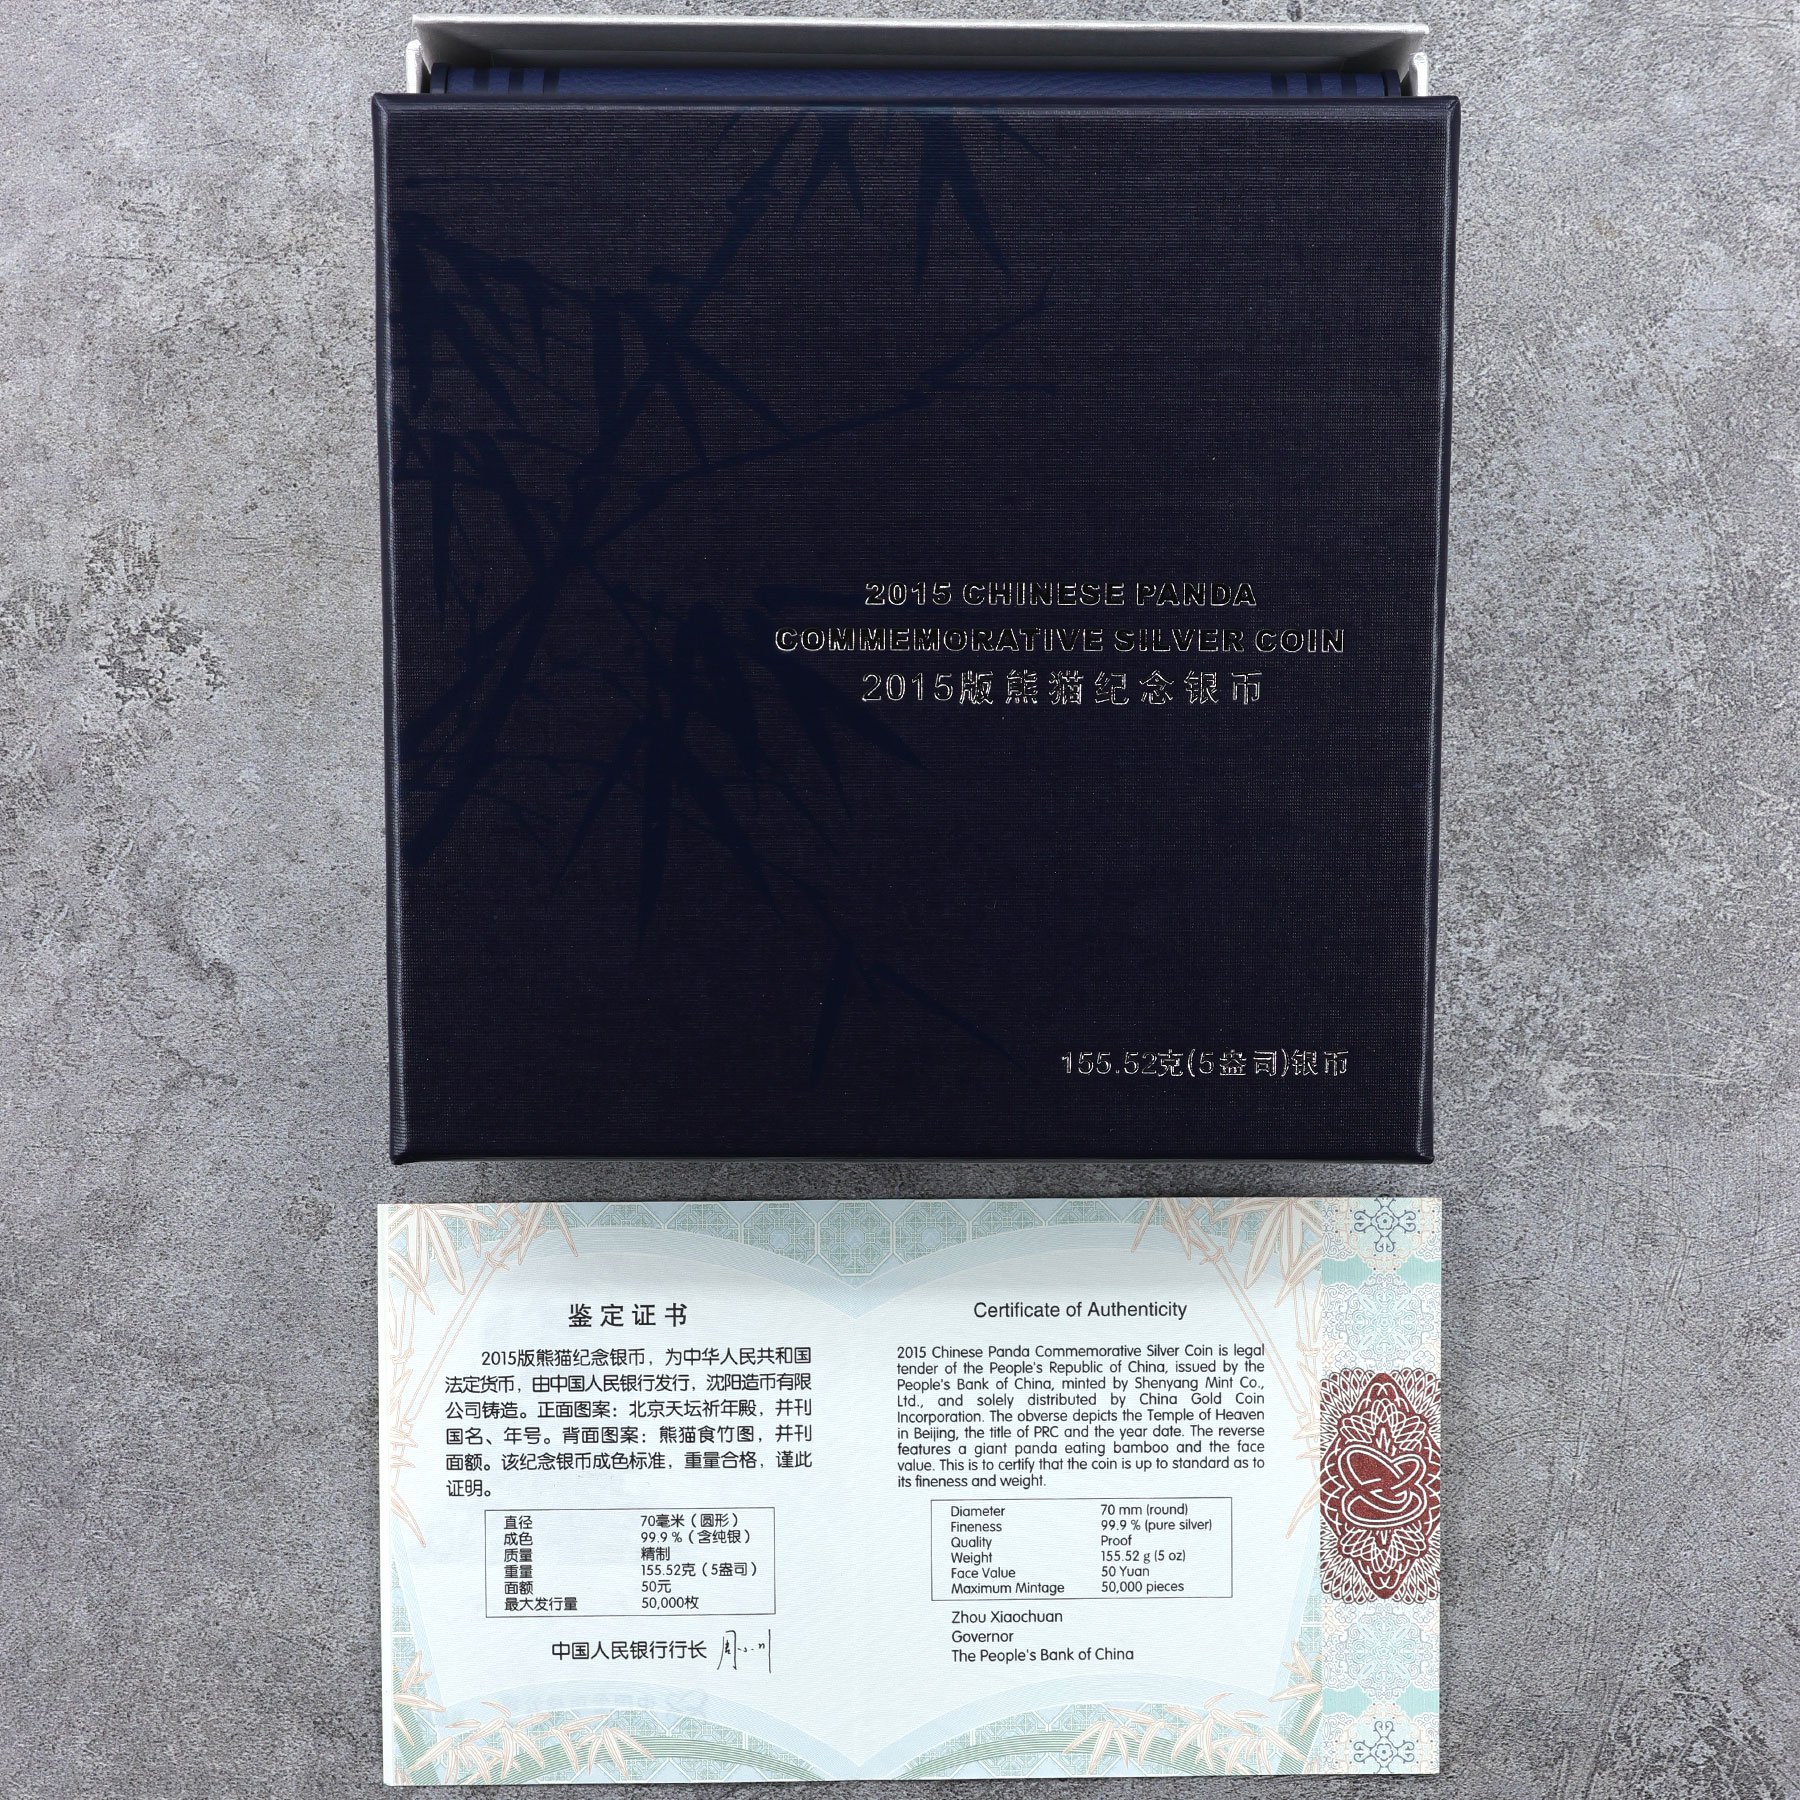 2015 CHINESE PANDA
COMMEMORATIVE SILVER COIN
2015版熊猫纪念银币
155.52克(5盎司)银币
鉴定证书
2015版熊猫纪念银币，为中华人民共和国
法定货币，由中国人民银行发行，沈阳造币有限
公司铸造。正面图案：北京天坛祈年殿，并刊
国名、年号。背面图案：熊猫食竹图，并刊
面额。该纪念银币成色标准，重量合格，谨此
证明。
直径 70毫米（圆形）
成色 99.9％（含纯银）
质量 精制
重量 155.52克（5盎司）
面额 50元
最大发行量 50,000枚
中国人民银行行长
Certificate of Authenticity
2015 Chinese Panda Commemorative Silver Coin is legal
tender of the People's Republic of China, issued by the
People's Bank of China, minted by Shenyang Mint Co.,
Ltd., and solely distributed by China Gold Coin
Incorporation. The obverse depicts the Temple of Heaven
in Beijing, the title of PRC and the year date. The reverse
features a giant panda eating bamboo and the face
value. This is to certify that the coin is up to standard as to
its fineness and weight.
Diameter 70 mm (round)
Fineness 99.9 % (pure silver)
Quality Proof
Weight 155.52 g (5 oz)
Face Value 50 Yuan
Maximum Mintage 50,000 pieces
Zhou Xiaochuan
Governor
The People's Bank of China